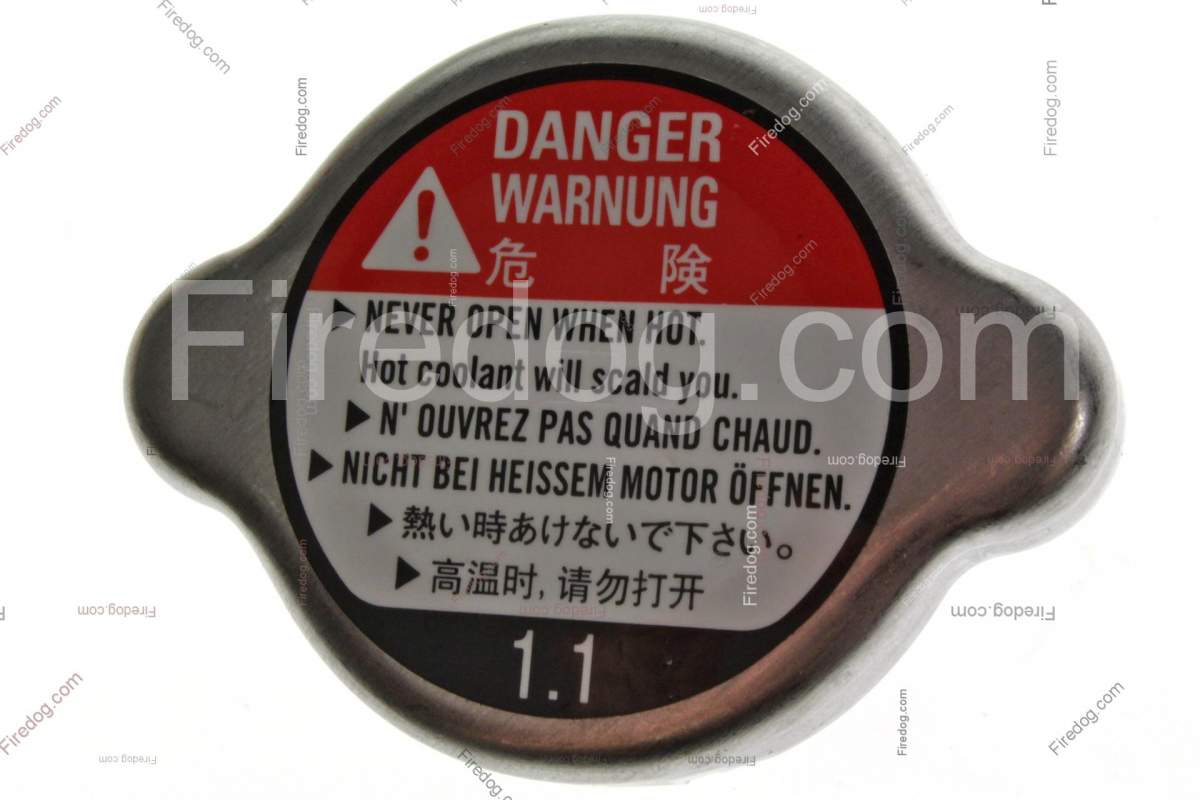 DANGER
WARNUNG
危 険
▶ NEVER OPEN WHEN HOT.
Hot coolant will scald you.
▶ N' OUVREZ PAS QUAND CHAUD.
▶ NICHT BEI HEISSEM MOTOR ÖFFNEN.
▶ 熱い時あけないで下さい。
▶ 高温时, 请勿打开
1.1
Firedog.com